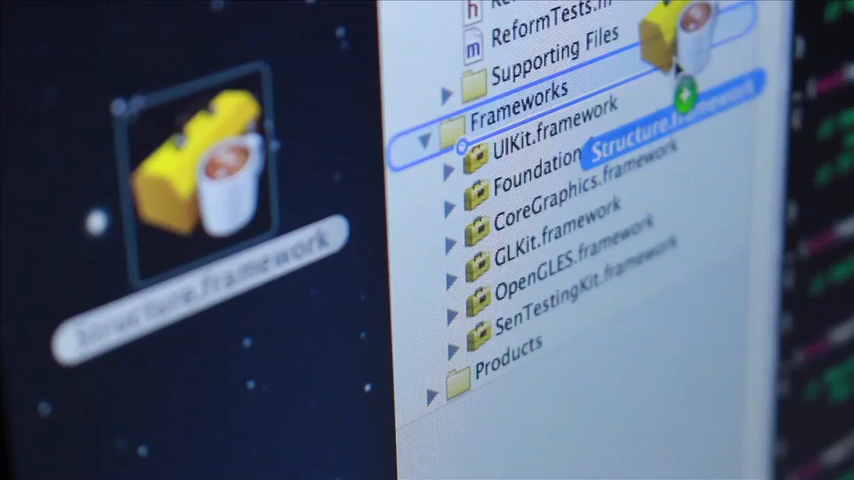 ReformTests.m
Supporting Files
Frameworks
UIKit.framework
Foundation
Structure.framework
CoreGraphics.framework
GLKit.framework
OpenGLES.framework
SenTestingKit.framework
Products
Structure.framework